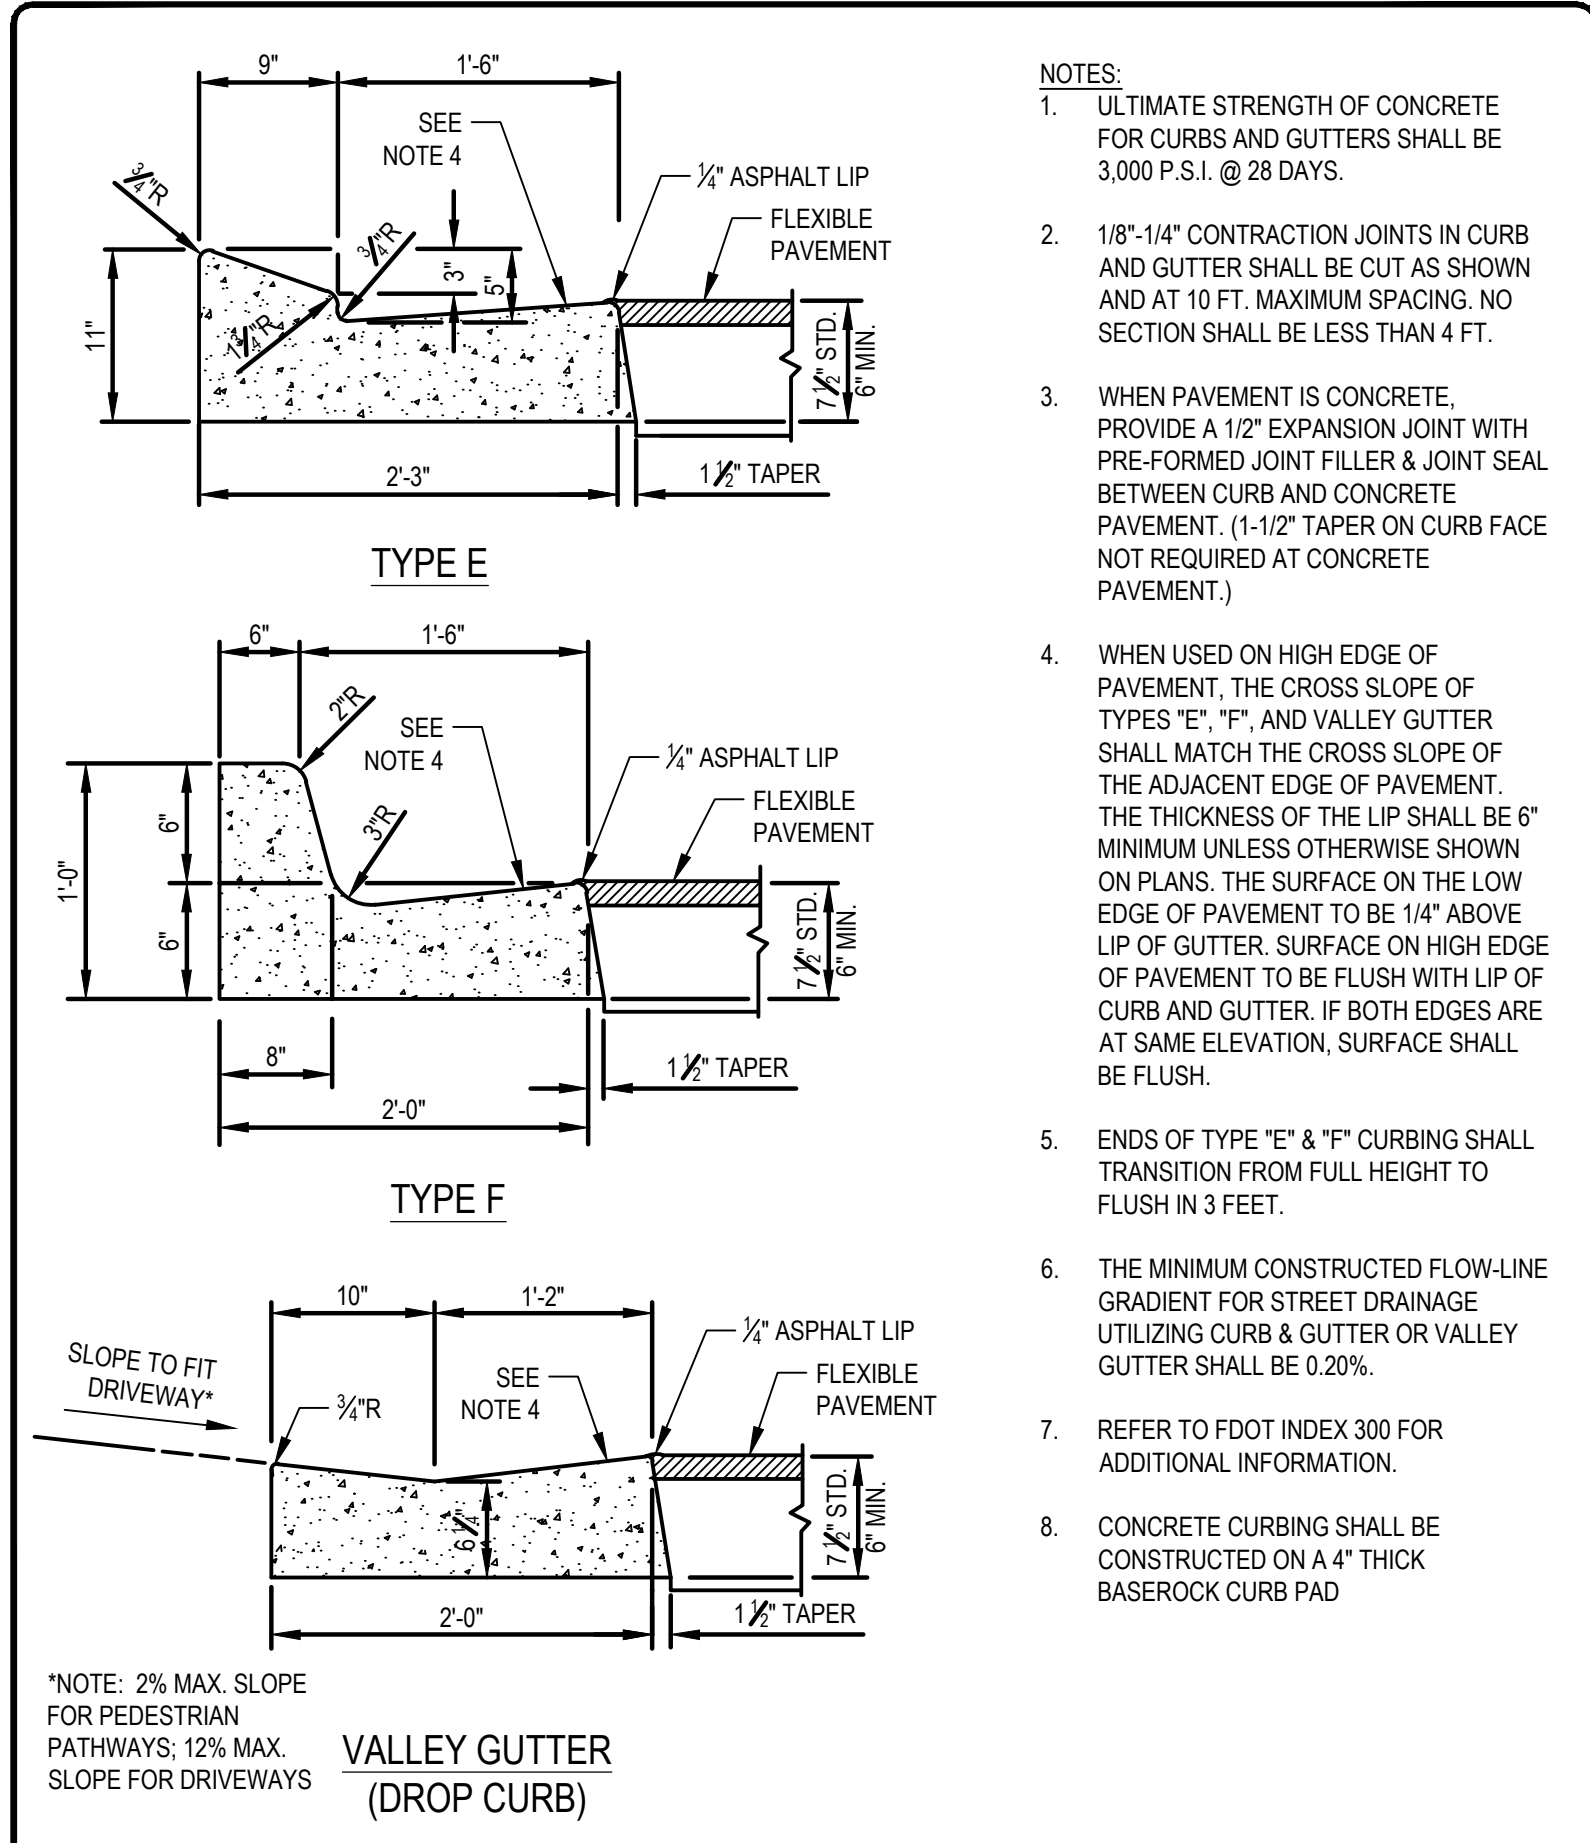 9"
1'-6"
SEE
NOTE 4
3/4"R
1/4" ASPHALT LIP
FLEXIBLE
PAVEMENT
3/4"R
3"
5"
11"
1 3/4"R
7 1/2" STD.
6" MIN.
2'-3"
1 1/2" TAPER
TYPE E
6"
1'-6"
2"R
SEE
NOTE 4
1/4" ASPHALT LIP
FLEXIBLE
PAVEMENT
3"R
6"
1'-0"
6"
7 1/2" STD.
6" MIN.
8"
1 1/2" TAPER
2'-0"
TYPE F
10"
1'-2"
1/4" ASPHALT LIP
SLOPE TO FIT
DRIVEWAY*
SEE
NOTE 4
FLEXIBLE
PAVEMENT
3/4"R
6 1/4"
7 1/2" STD.
6" MIN.
2'-0"
1 1/2" TAPER
*NOTE: 2% MAX. SLOPE
FOR PEDESTRIAN
PATHWAYS; 12% MAX.
SLOPE FOR DRIVEWAYS
VALLEY GUTTER
(DROP CURB)
NOTES:
1. ULTIMATE STRENGTH OF CONCRETE
FOR CURBS AND GUTTERS SHALL BE
3,000 P.S.I. @ 28 DAYS.
2. 1/8"-1/4" CONTRACTION JOINTS IN CURB
AND GUTTER SHALL BE CUT AS SHOWN
AND AT 10 FT. MAXIMUM SPACING. NO
SECTION SHALL BE LESS THAN 4 FT.
3. WHEN PAVEMENT IS CONCRETE,
PROVIDE A 1/2" EXPANSION JOINT WITH
PRE-FORMED JOINT FILLER & JOINT SEAL
BETWEEN CURB AND CONCRETE
PAVEMENT. (1-1/2" TAPER ON CURB FACE
NOT REQUIRED AT CONCRETE
PAVEMENT.)
4. WHEN USED ON HIGH EDGE OF
PAVEMENT, THE CROSS SLOPE OF
TYPES "E", "F", AND VALLEY GUTTER
SHALL MATCH THE CROSS SLOPE OF
THE ADJACENT EDGE OF PAVEMENT.
THE THICKNESS OF THE LIP SHALL BE 6"
MINIMUM UNLESS OTHERWISE SHOWN
ON PLANS. THE SURFACE ON THE LOW
EDGE OF PAVEMENT TO BE 1/4" ABOVE
LIP OF GUTTER. SURFACE ON HIGH EDGE
OF PAVEMENT TO BE FLUSH WITH LIP OF
CURB AND GUTTER. IF BOTH EDGES ARE
AT SAME ELEVATION, SURFACE SHALL
BE FLUSH.
5. ENDS OF TYPE "E" & "F" CURBING SHALL
TRANSITION FROM FULL HEIGHT TO
FLUSH IN 3 FEET.
6. THE MINIMUM CONSTRUCTED FLOW-LINE
GRADIENT FOR STREET DRAINAGE
UTILIZING CURB & GUTTER OR VALLEY
GUTTER SHALL BE 0.20%.
7. REFER TO FDOT INDEX 300 FOR
ADDITIONAL INFORMATION.
8. CONCRETE CURBING SHALL BE
CONSTRUCTED ON A 4" THICK
BASEROCK CURB PAD